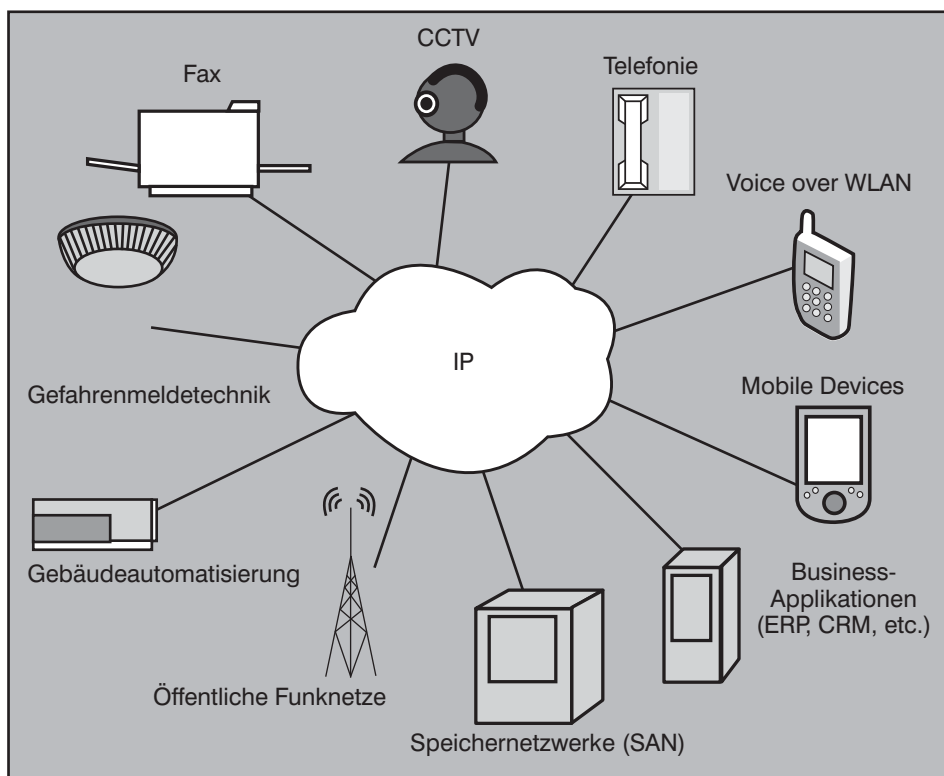 CCTV
Fax
Telefonie
Voice over WLAN
IP
Gefahrenmeldetechnik
Mobile Devices
Gebäudeautomatisierung
Business-
Applikationen
(ERP, CRM, etc.)
Öffentliche Funknetze
Speichernetzwerke (SAN)